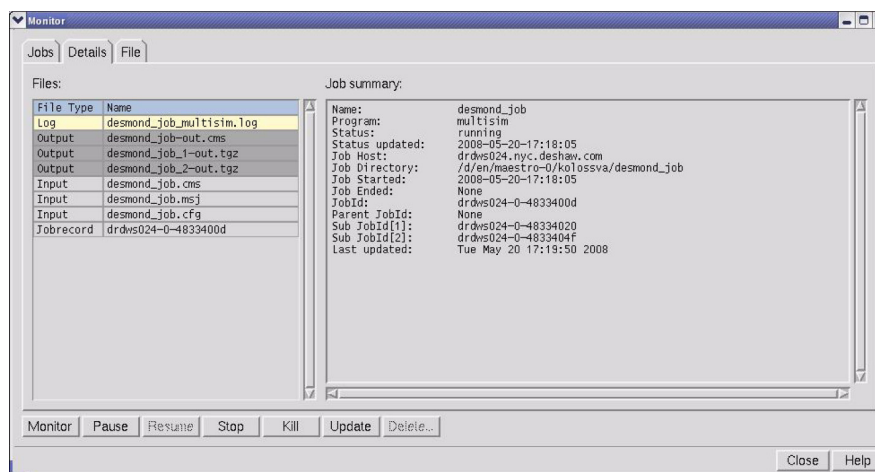 Monitor
Jobs Details File
Files:
File Type Name
Log desmond_job_multisim.log
Output desmond_job-out.cms
Output desmond_job_1-out.tgz
Output desmond_job_2-out.tgz
Input desmond_job.cms
Input desmond_job.msj
Input desmond_job.cfg
Jobrecord drdws024-0-4833400d
Job summary:
Name: desmond_job
Program: multisim
Status: running
Status updated: 2008-05-20-17:18:05
Job Host: drdws024.nyc.deshaw.com
Job Directory: /d/en/maestro-0/kolossva/desmond_job
Job Started: 2008-05-20-17:18:05
Job Ended: None
JobId: drdws024-0-4833400d
Parent JobId: None
Sub JobId[1]: drdws024-0-48334020
Sub JobId[2]: drdws024-0-4833404f
Last updated: Tue May 20 17:19:50 2008
Monitor Pause Resume Stop Kill Update Delete...
Close Help